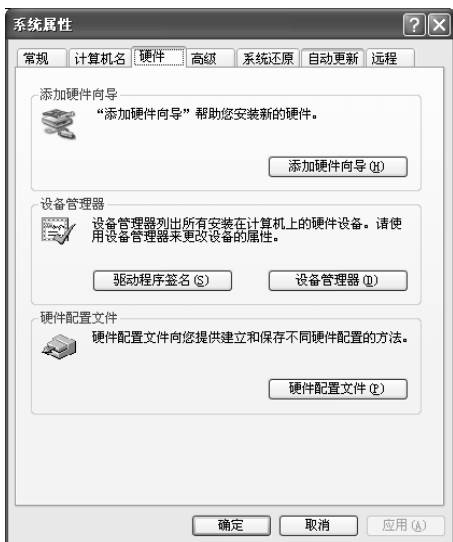 系统属性
常规 计算机名 硬件 高级 系统还原 自动更新 远程
添加硬件向导
“添加硬件向导”帮助您安装新的硬件。
添加硬件向导(H)
设备管理器
设备管理器列出所有安装在计算机上的硬件设备。请使
用设备管理器来更改设备的属性。
驱动程序签名(S) 设备管理器(D)
硬件配置文件
硬件配置文件向您提供建立和保存不同硬件配置的方法。
硬件配置文件(P)
确定 取消 应用(A)